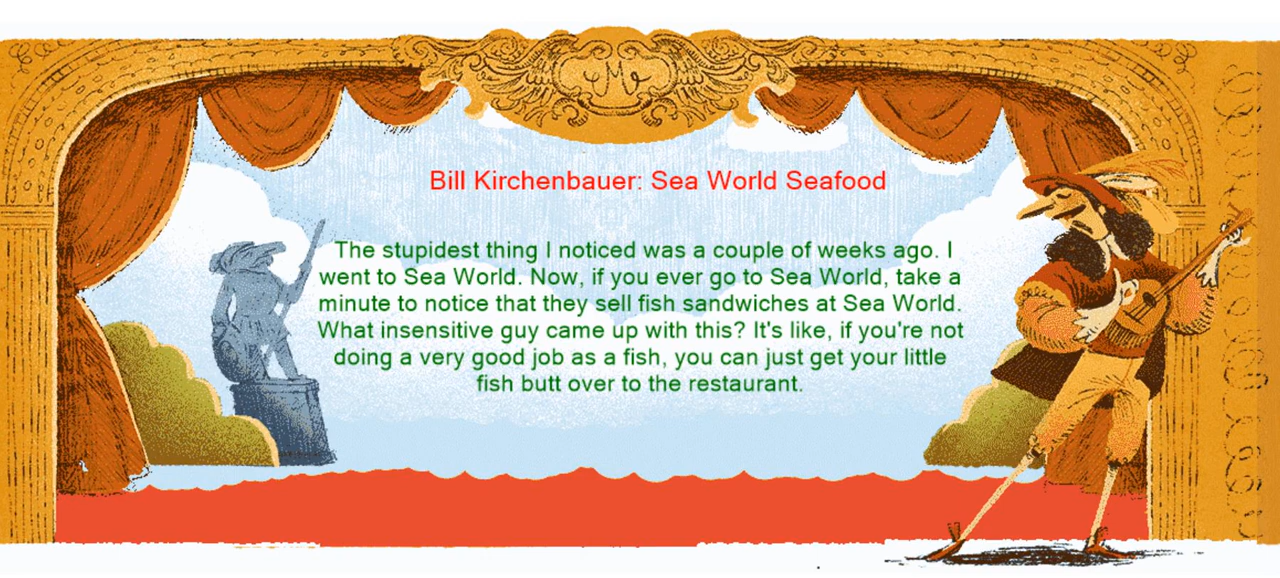 Bill Kirchenbauer: Sea World Seafood
The stupidest thing I noticed was a couple of weeks ago. I
went to Sea World. Now, if you ever go to Sea World, take a
minute to notice that they sell fish sandwiches at Sea World.
What insensitive guy came up with this? It's like, if you're not
doing a very good job as a fish, you can just get your little
fish butt over to the restaurant.